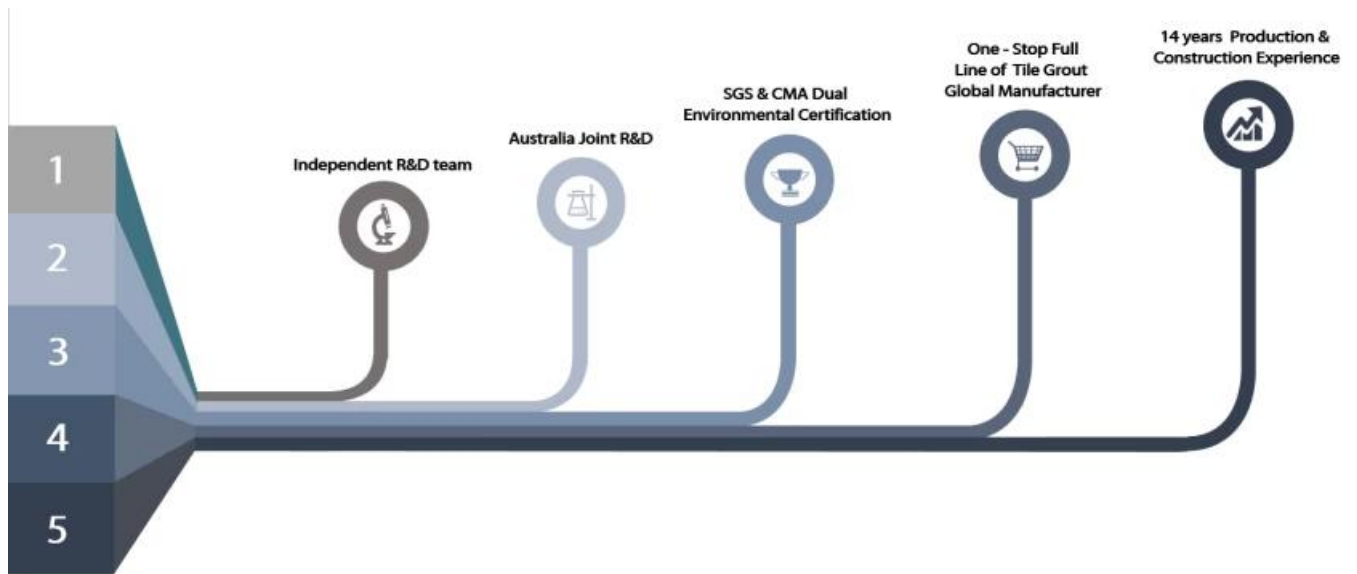 1
2
3
4
5
Independent R&D team
Australia Joint R&D
SGS & CMA Dual
Environmental Certification
One - Stop Full
Line of Tile Grout
Global Manufacturer
14 years Production &
Construction Experience